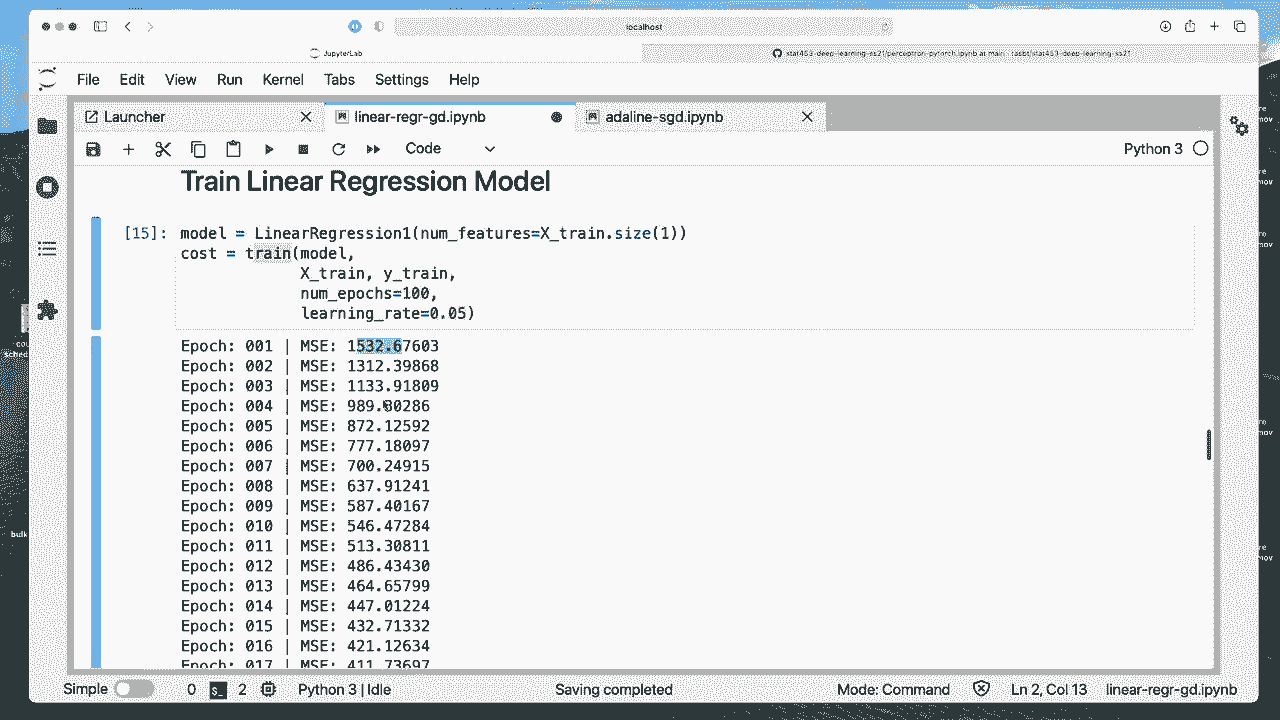 localhost
JupyterLab
stat453-deep-learning-ss21/perceptron-pytorch.ipynb at main · rasbt/stat453-deep-learning-ss21
File Edit View Run Kernel Tabs Settings Help
Launcher
linear-regr-gd.ipynb
adaline-sgd.ipynb
Code
Python 3
Train Linear Regression Model
[15]: model = LinearRegression1(num_features=X_train.size(1))
cost = train(model,
X_train, y_train,
num_epochs=100,
learning_rate=0.05)
Epoch: 001 | MSE: 1532.67603
Epoch: 002 | MSE: 1312.39868
Epoch: 003 | MSE: 1133.91809
Epoch: 004 | MSE: 989.60286
Epoch: 005 | MSE: 872.12592
Epoch: 006 | MSE: 777.18097
Epoch: 007 | MSE: 700.24915
Epoch: 008 | MSE: 637.91241
Epoch: 009 | MSE: 587.40167
Epoch: 010 | MSE: 546.47284
Epoch: 011 | MSE: 513.30811
Epoch: 012 | MSE: 486.43430
Epoch: 013 | MSE: 464.65799
Epoch: 014 | MSE: 447.01224
Epoch: 015 | MSE: 432.71332
Epoch: 016 | MSE: 421.12634
Epoch: 017 | MSE: 411.73697
Simple 0 2 Python 3 | Idle Saving completed Mode: Command Ln 2, Col 13 linear-regr-gd.ipynb